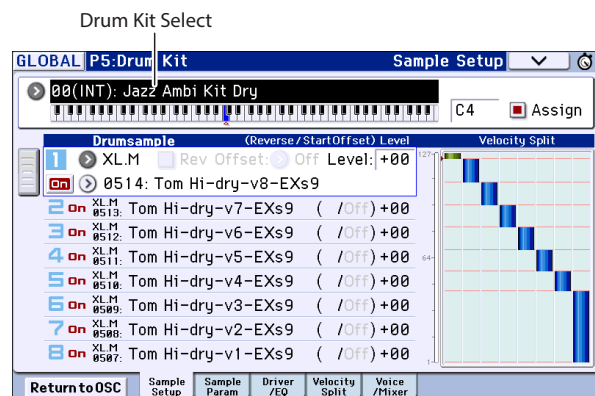 Drum Kit Select
GLOBAL P5:Drum Kit Sample Setup
00(INT): Jazz Ambi Kit Dry
C4 Assign
Drumsample (Reverse/StartOffset) Level Velocity Split
1 XL.M Rev Offset: Off Level: +00 127
on 0514: Tom Hi-dry-v8-EXs9
2 on XL.M 0513: Tom Hi-dry-v7-EXs9 ( /Off) +00
3 on XL.M 0512: Tom Hi-dry-v6-EXs9 ( /Off) +00
4 on XL.M 0511: Tom Hi-dry-v5-EXs9 ( /Off) +00 64
5 on XL.M 0510: Tom Hi-dry-v4-EXs9 ( /Off) +00
6 on XL.M 0509: Tom Hi-dry-v3-EXs9 ( /Off) +00
7 on XL.M 0508: Tom Hi-dry-v2-EXs9 ( /Off) +00
8 on XL.M 0507: Tom Hi-dry-v1-EXs9 ( /Off) +00 1
Return to OSC Sample Setup Sample Param Driver /EQ Velocity Split Voice /Mixer